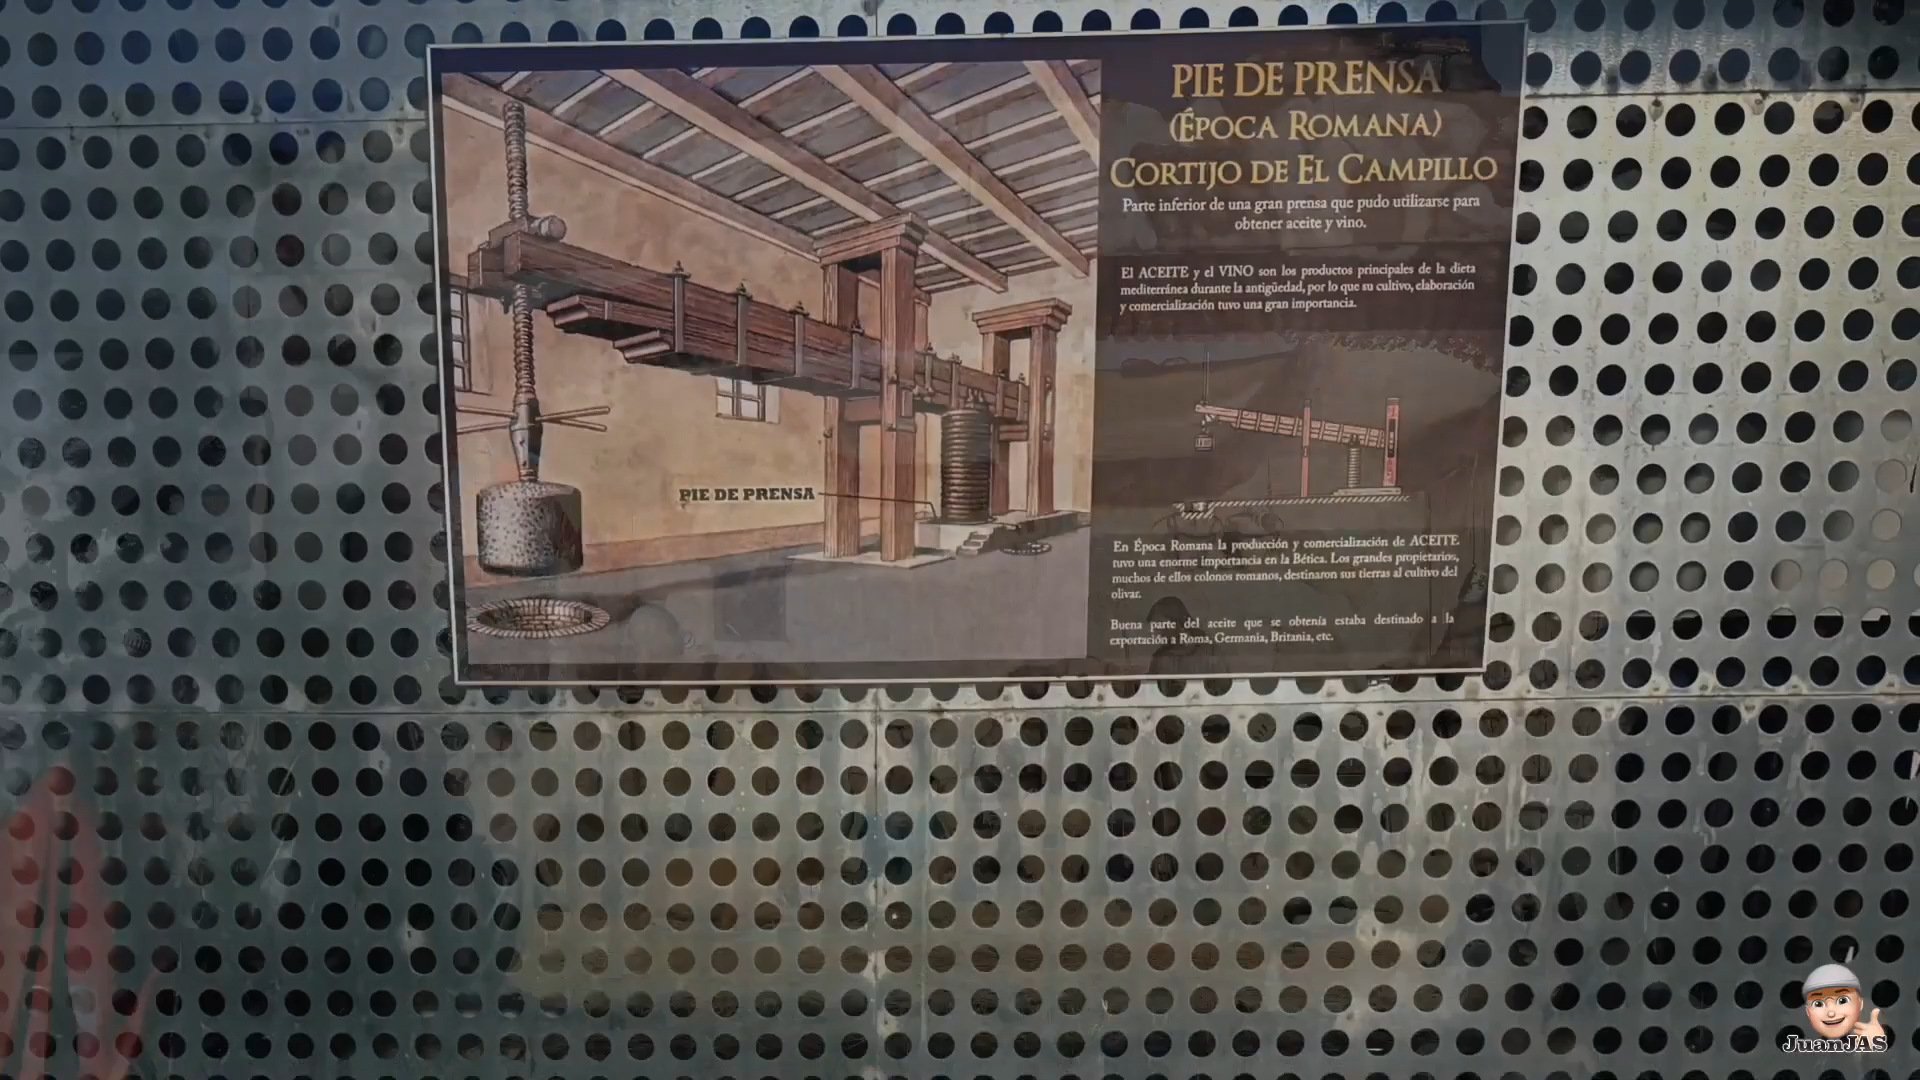 PIE DE PRENSA
(ÉPOCA ROMANA)
CORTIJO DE EL CAMPILLO
Parte inferior de una gran prensa que pudo utilizarse para
obtener aceite y vino.
El ACEITE y el VINO son los productos principales de la dieta
mediterránea durante la antigüedad, por lo que su cultivo, elaboración
y comercialización tuvo una gran importancia.
PIE DE PRENSA
En Época Romana la producción y comercialización de ACEITE
tuvo una enorme importancia en la Bética. Los grandes propietarios,
muchos de ellos colonos romanos, destinaron sus tierras al cultivo del
olivar.
Buena parte del aceite que se obtenía estaba destinado a la
exportación a Roma, Germania, Britania, etc.
JuanJAS